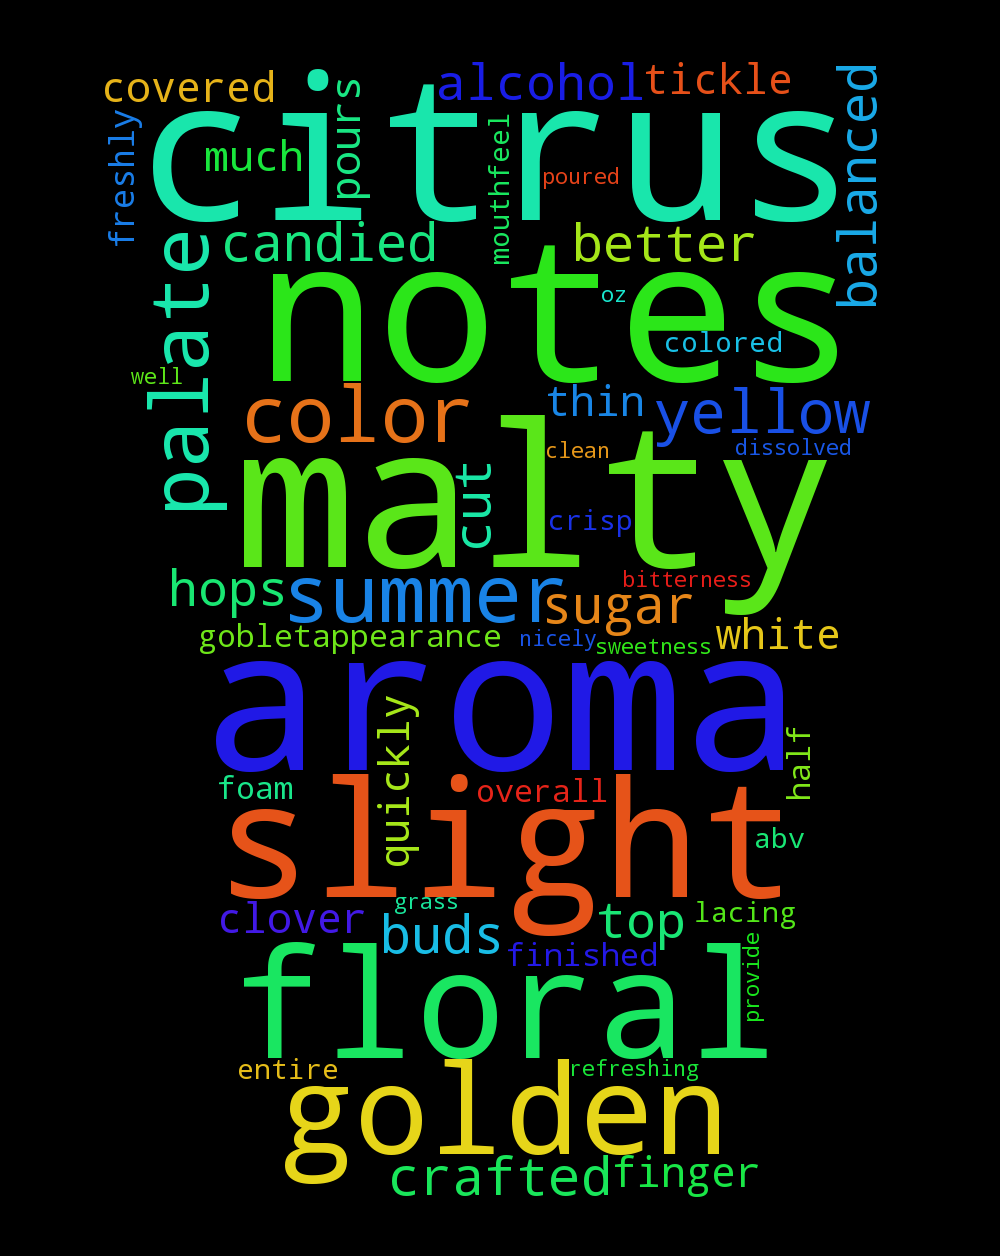 covered
citrus
alcohol
tickle
balanced
freshly
much
pours
mouthfeel
poured
palate
candied
better
notes
oz
colored
well
color
thin
yellow
malty
clean
dissolved
cut
crisp
hops
summer
sugar
bitterness
gobletappearance
nicely
sweetness
white
aroma
quickly
half
foam
slight
overall
abv
clover
grass
buds
top
lacing
finished
provide
floral
entire
refreshing
golden
crafted
finger